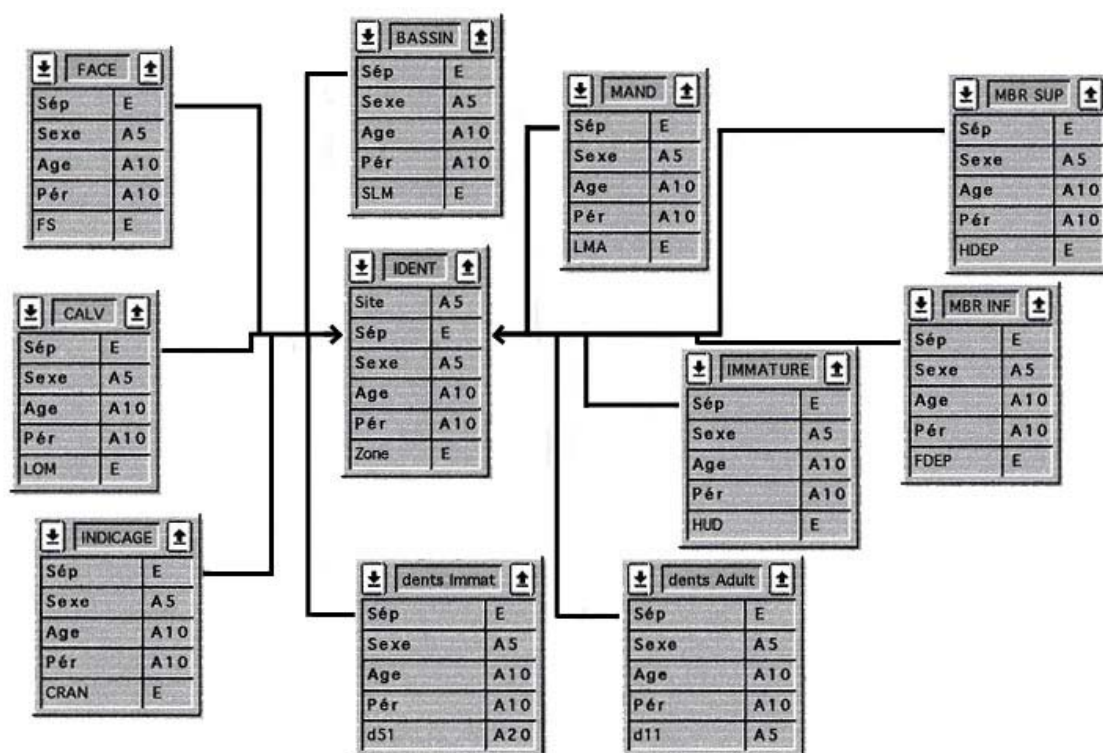 FACE
Sép E
Sexe A5
Age A10
Pér A10
FS E
BASSIN
Sép E
Sexe A5
Age A10
Pér A10
SLM E
MAND
Sép E
Sexe A5
Age A10
Pér A10
LMA E
MBR SUP
Sép E
Sexe A5
Age A10
Pér A10
HDEP E
CALV
Sép E
Sexe A5
Age A10
Pér A10
LOM E
IDENT
Site A5
Sép E
Sexe A5
Age A10
Pér A10
Zone E
IMMATURE
Sép E
Sexe A5
Age A10
Pér A10
HUD E
MBR INF
Sép E
Sexe A5
Age A10
Pér A10
FDEP E
INDICAGE
Sép E
Sexe A5
Age A10
Pér A10
CRAN E
dents Immat
Sép E
Sexe A5
Age A10
Pér A10
d51 A20
dents Adult
Sép E
Sexe A5
Age A10
Pér A10
d11 A5